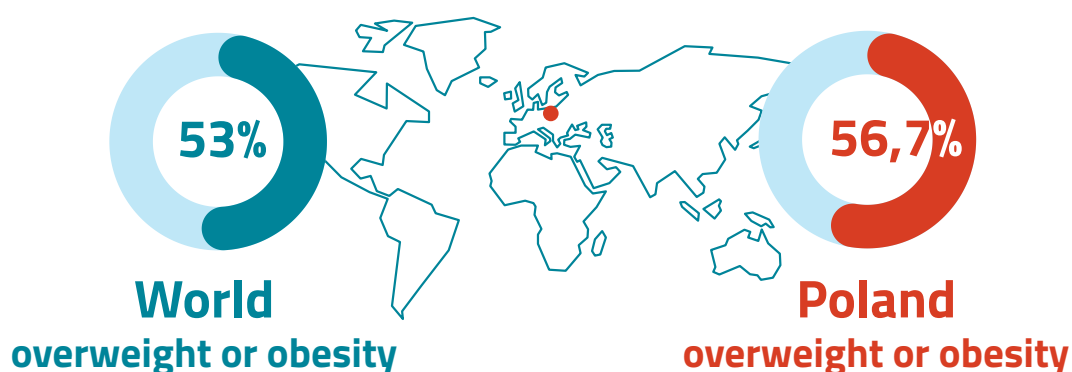 53%
World
overweight or obesity
56,7%
Poland
overweight or obesity